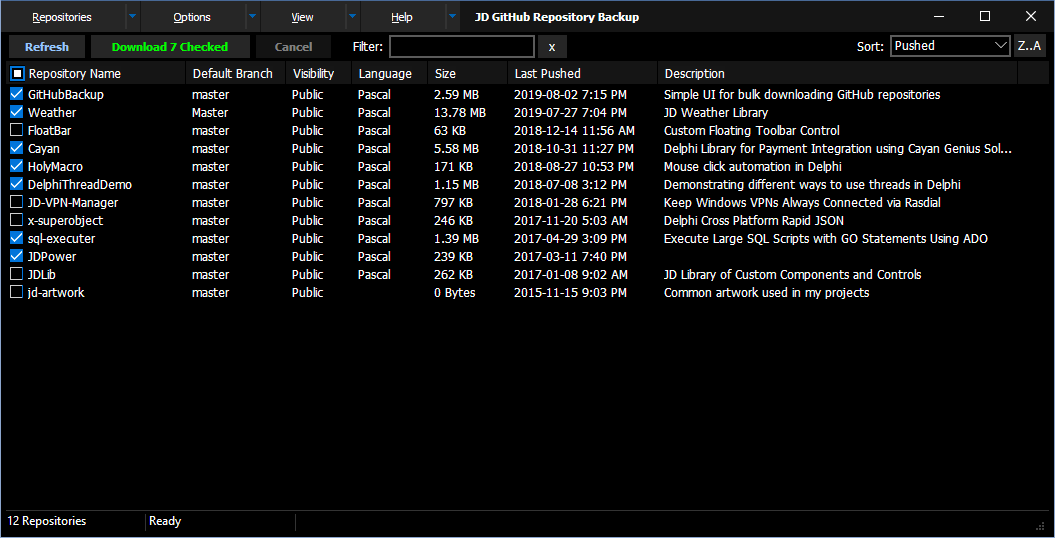 Repositories Options View Help JD GitHub Repository Backup
Refresh Download 7 Checked Cancel Filter: x Sort: Pushed Z..A
Repository Name Default Branch Visibility Language Size Last Pushed Description
GitHubBackup master Public Pascal 2.59 MB 2019-08-02 7:15 PM Simple UI for bulk downloading GitHub repositories
Weather Master Public Pascal 13.78 MB 2019-07-27 7:04 PM JD Weather Library
FloatBar master Public Pascal 63 KB 2018-12-14 11:56 AM Custom Floating Toolbar Control
Cayan master Public Pascal 5.58 MB 2018-10-31 11:27 PM Delphi Library for Payment Integration using Cayan Genius Sol...
HolyMacro master Public Pascal 171 KB 2018-08-27 10:53 PM Mouse click automation in Delphi
DelphiThreadDemo master Public Pascal 1.15 MB 2018-07-08 3:12 PM Demonstrating different ways to use threads in Delphi
JD-VPN-Manager master Public Pascal 797 KB 2018-01-28 6:21 PM Keep Windows VPNs Always Connected via Rasdial
x-superobject master Public Pascal 246 KB 2017-11-20 5:03 AM Delphi Cross Platform Rapid JSON
sql-executer master Public Pascal 1.39 MB 2017-04-29 3:09 PM Execute Large SQL Scripts with GO Statements Using ADO
JDPower master Public Pascal 239 KB 2017-03-11 7:40 PM
JDLib master Public Pascal 262 KB 2017-01-08 9:02 AM JD Library of Custom Components and Controls
jd-artwork master Public 0 Bytes 2015-11-15 9:03 PM Common artwork used in my projects
12 Repositories Ready